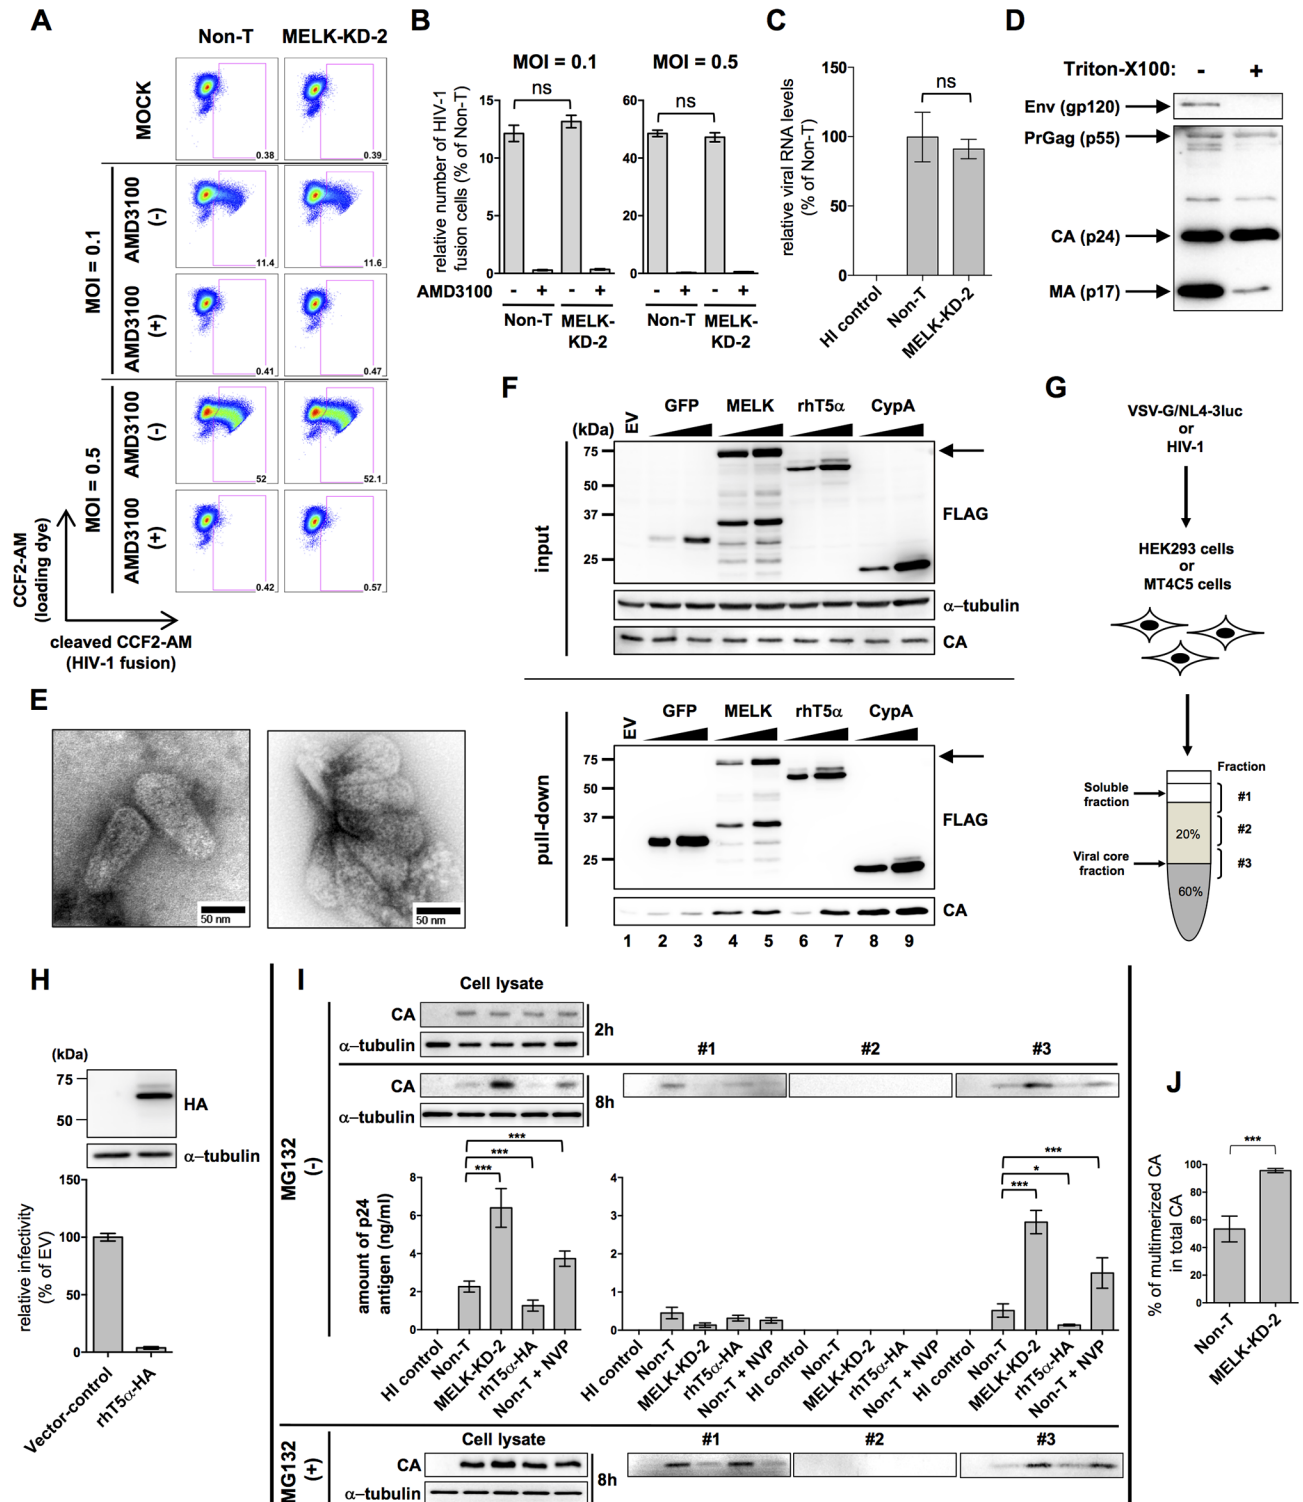 A
Non-T MELK-KD-2
MOCK
0.38 0.39
MOI = 0.1
AMD3100 (-)
11.4 11.6
AMD3100 (+)
0.41 0.47
MOI = 0.5
AMD3100 (-)
52 52.1
AMD3100 (+)
0.42 0.57
CCF2-AM
(loading dye)
cleaved CCF2-AM
(HIV-1 fusion)
B
MOI = 0.1 MOI = 0.5
relative number of HIV-1
fusion cells (% of Non-T)
15
10
5
0
ns
60
40
20
0
ns
AMD3100 - + - + - + - +
Non-T MELK-KD-2 Non-T MELK-KD-2
C
relative viral RNA levels
(% of Non-T)
150
100
50
0
ns
HI control
Non-T
MELK-KD-2
D
Triton-X100: - +
Env (gp120)
PrGag (p55)
CA (p24)
MA (p17)
E
50 nm
50 nm
F
EV GFP MELK rhT5α CypA
(kDa)
75
50
37
25
input
FLAG
α−tubulin
CA
EV GFP MELK rhT5α CypA
75
50
37
25
pull-down
FLAG
CA
1 2 3 4 5 6 7 8 9
G
VSV-G/NL4-3luc
or
HIV-1
HEK293 cells
or
MT4C5 cells
Fraction
Soluble
fraction
#1
20%
#2
Viral core
fraction
#3
60%
H
(kDa)
75
50
HA
α−tubulin
relative infectivity
(% of EV)
150
100
50
0
Vector-control
rhT5α-HA
I
MG132
(-)
Cell lysate
CA
α−tubulin
2h
#1 #2 #3
CA
α−tubulin
8h
amount of p24
antigen (ng/ml)
8
6
4
2
0
***
***
***
HI control
Non-T
MELK-KD-2
rhT5α-HA
Non-T + NVP
4
3
2
1
0
***
*
***
HI control
Non-T
MELK-KD-2
rhT5α-HA
Non-T + NVP
HI control
Non-T
MELK-KD-2
rhT5α-HA
Non-T + NVP
HI control
Non-T
MELK-KD-2
rhT5α-HA
Non-T + NVP
MG132
(+)
Cell lysate #1 #2 #3
CA
α−tubulin
8h
J
% of multimerized CA
in total CA
100
80
60
40
20
0
***
Non-T
MELK-KD-2